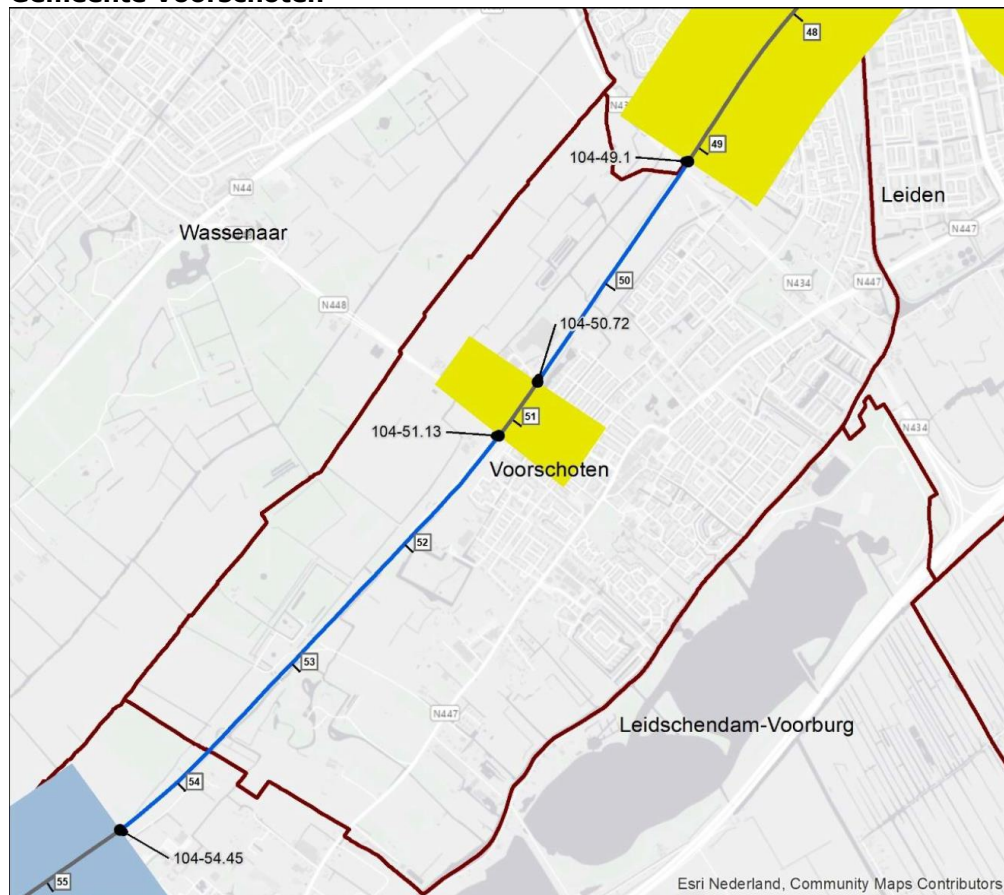 Gemeente Voorschoten
48
N43
104-49.1
49
N44
Leiden
Wassenaar
N447
50
N434
N447
N448
104-50.72
51
104-51.13
N434
Voorschoten
52
53
N447
Leidschendam-Voorburg
54
104-54.45
55
Esri Nederland, Community Maps Contributors